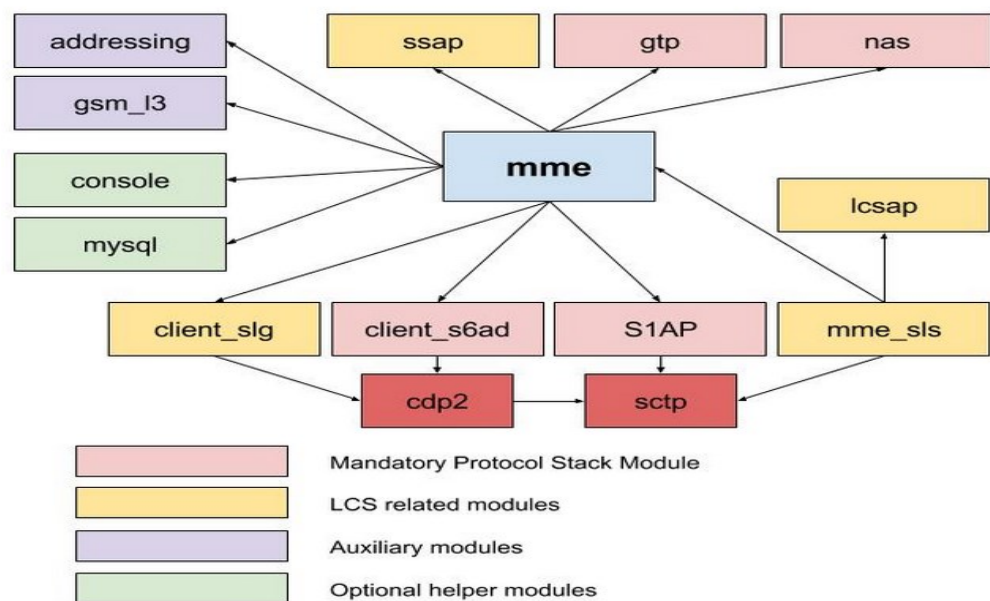 addressing
ssap
gtp
nas
gsm_l3
mme
console
lcsap
mysql
client_slg
client_s6ad
S1AP
mme_sls
cdp2
sctp
Mandatory Protocol Stack Module
LCS related modules
Auxiliary modules
Optional helper modules